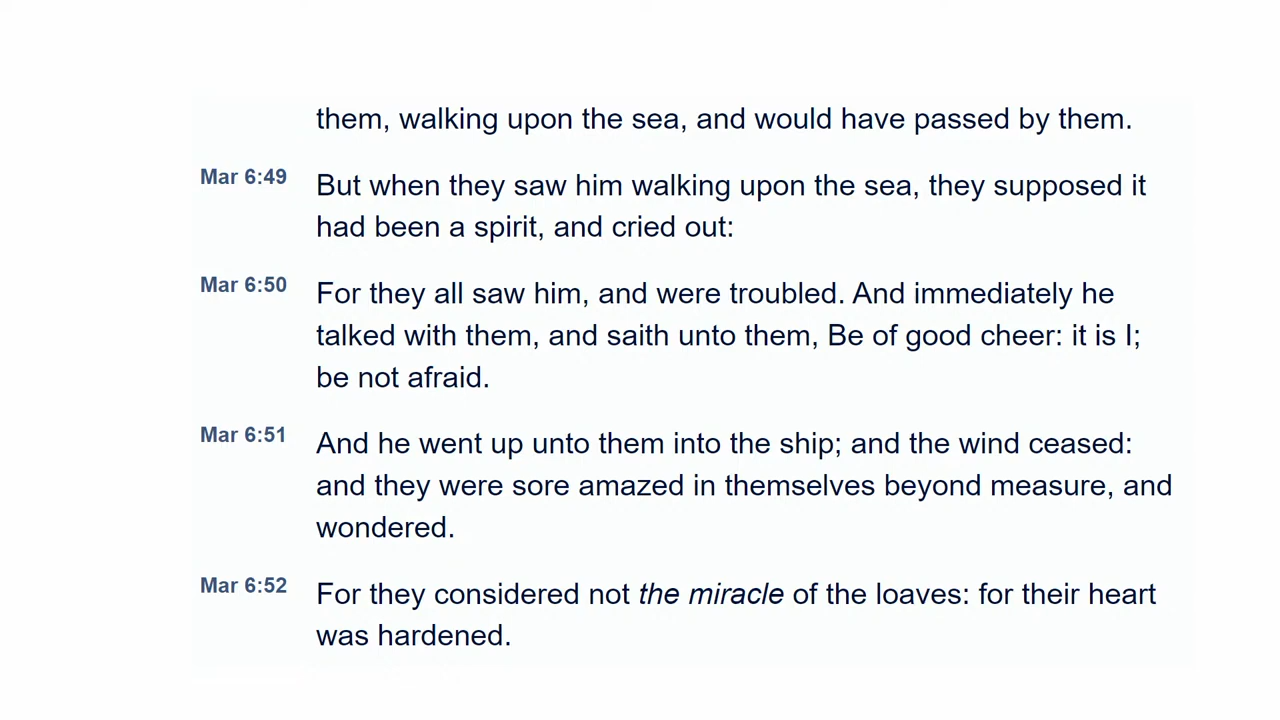 them, walking upon the sea, and would have passed by them.
Mar 6:49 But when they saw him walking upon the sea, they supposed it
had been a spirit, and cried out:
Mar 6:50 For they all saw him, and were troubled. And immediately he
talked with them, and saith unto them, Be of good cheer: it is I;
be not afraid.
Mar 6:51 And he went up unto them into the ship; and the wind ceased:
and they were sore amazed in themselves beyond measure, and
wondered.
Mar 6:52 For they considered not the miracle of the loaves: for their heart
was hardened.